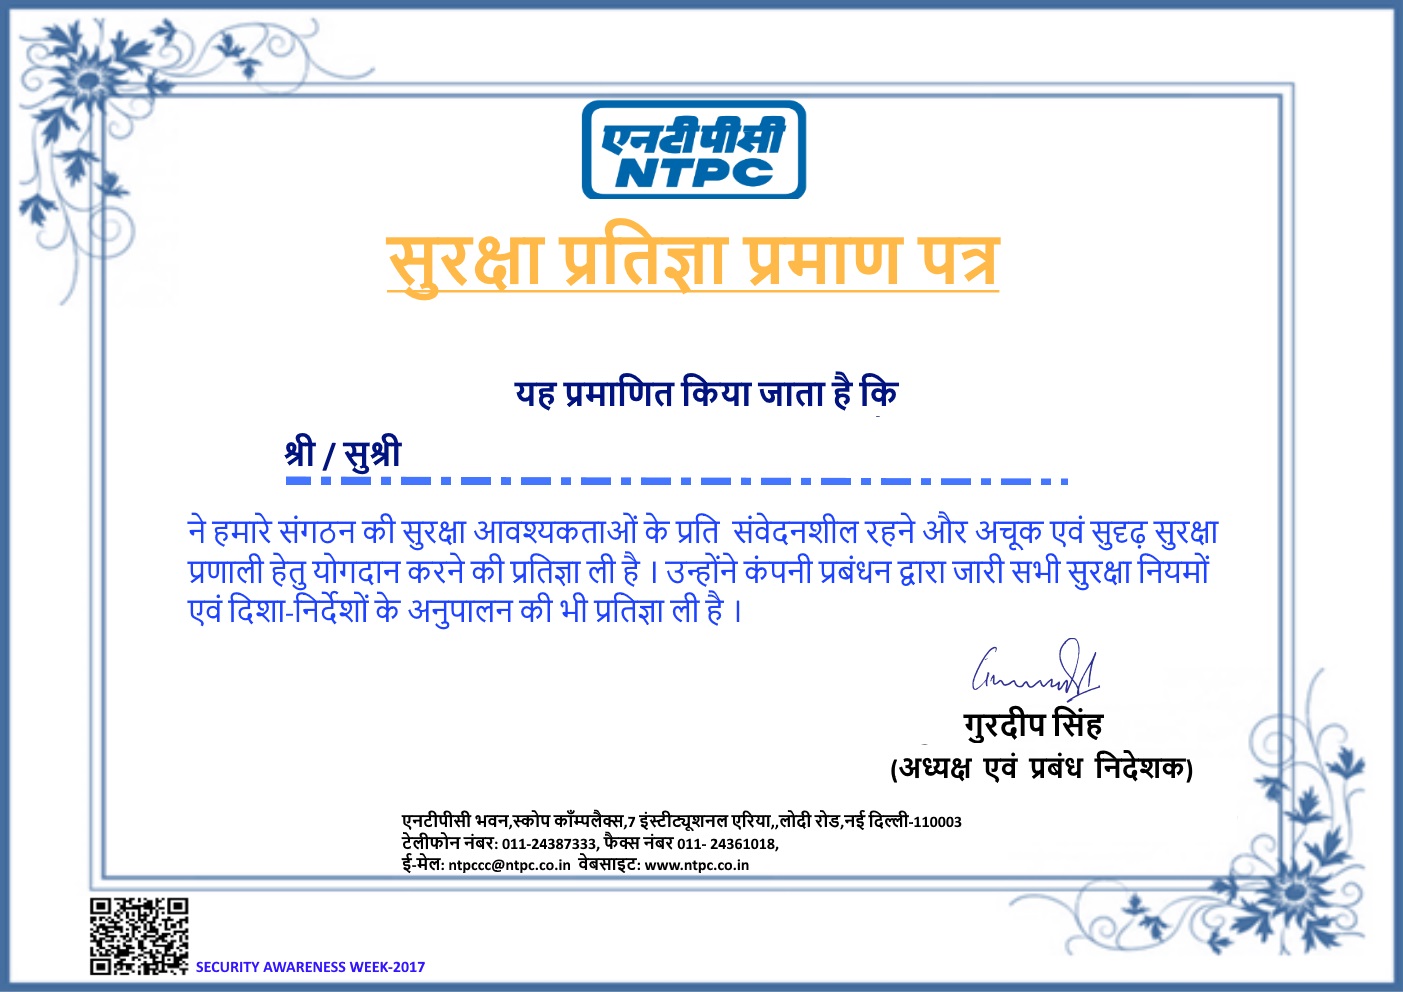 एनटीपीसी
NTPC
सुरक्षा प्रतिज्ञा प्रमाण पत्र
यह प्रमाणित किया जाता है कि
श्री / सुश्री
ने हमारे संगठन की सुरक्षा आवश्यकताओं के प्रति संवेदनशील रहने और अचूक एवं सुदृढ़ सुरक्षा
प्रणाली हेतु योगदान करने की प्रतिज्ञा ली है । उन्होंने कंपनी प्रबंधन द्वारा जारी सभी सुरक्षा नियमों
एवं दिशा-निर्देशों के अनुपालन की भी प्रतिज्ञा ली है ।
गुरदीप सिंह
(अध्यक्ष एवं प्रबंध निदेशक)
एनटीपीसी भवन,स्कोप कॉम्पलैक्स,7 इंस्टीट्यूशनल एरिया,,लोदी रोड,नई दिल्ली-110003
टेलीफोन नंबर: 011-24387333, फैक्स नंबर 011- 24361018,
ई-मेल: ntpccc@ntpc.co.in वेबसाइट: www.ntpc.co.in
SECURITY AWARENESS WEEK-2017